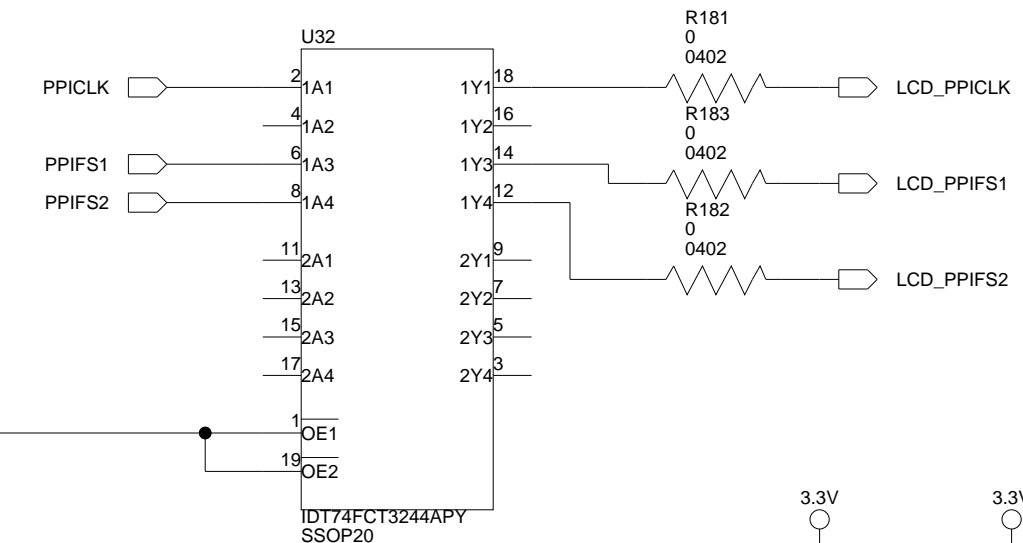 R181
0
0402
U32
PPICLK 2 1A1 1Y1 18 LCD_PPICLK
4 1A2 1Y2 16
R183
0
0402
PPIFS1 6 1A3 1Y3 14 LCD_PPIFS1
PPIFS2 8 1A4 1Y4 12
R182
0
0402
11 2A1 2Y1 9
LCD_PPIFS2
13 2A2 2Y2 7
15 2A3 2Y3 5
17 2A4 2Y4 3
1 OE1
19 OE2
IDT74FCT3244APY
SSOP20
3.3V 3.3V